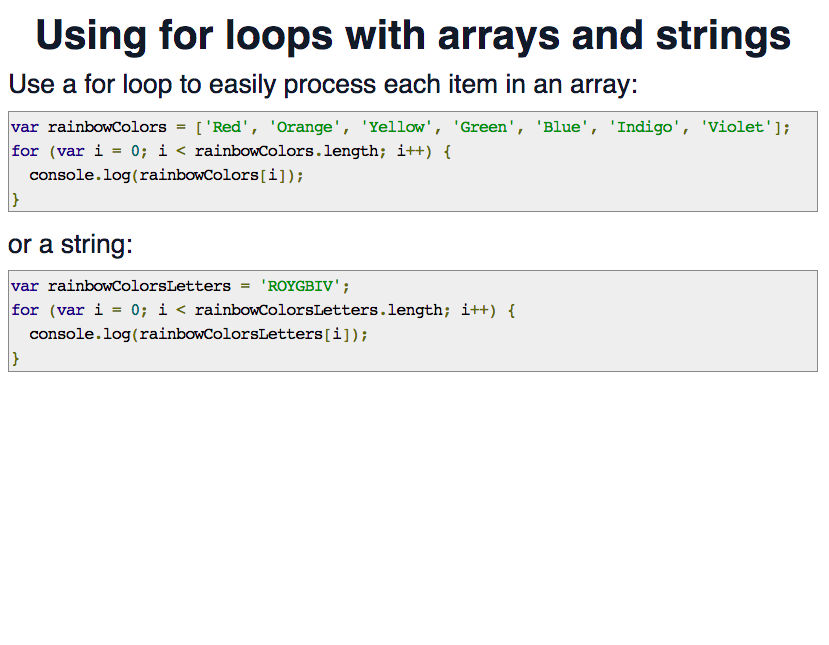 Using for loops with arrays and strings
Use a for loop to easily process each item in an array:
var rainbowColors = ['Red', 'Orange', 'Yellow', 'Green', 'Blue', 'Indigo', 'Violet'];
for (var i = 0; i < rainbowColors.length; i++) {
  console.log(rainbowColors[i]);
}
or a string:
var rainbowColorsLetters = 'ROYGBIV';
for (var i = 0; i < rainbowColorsLetters.length; i++) {
  console.log(rainbowColorsLetters[i]);
}